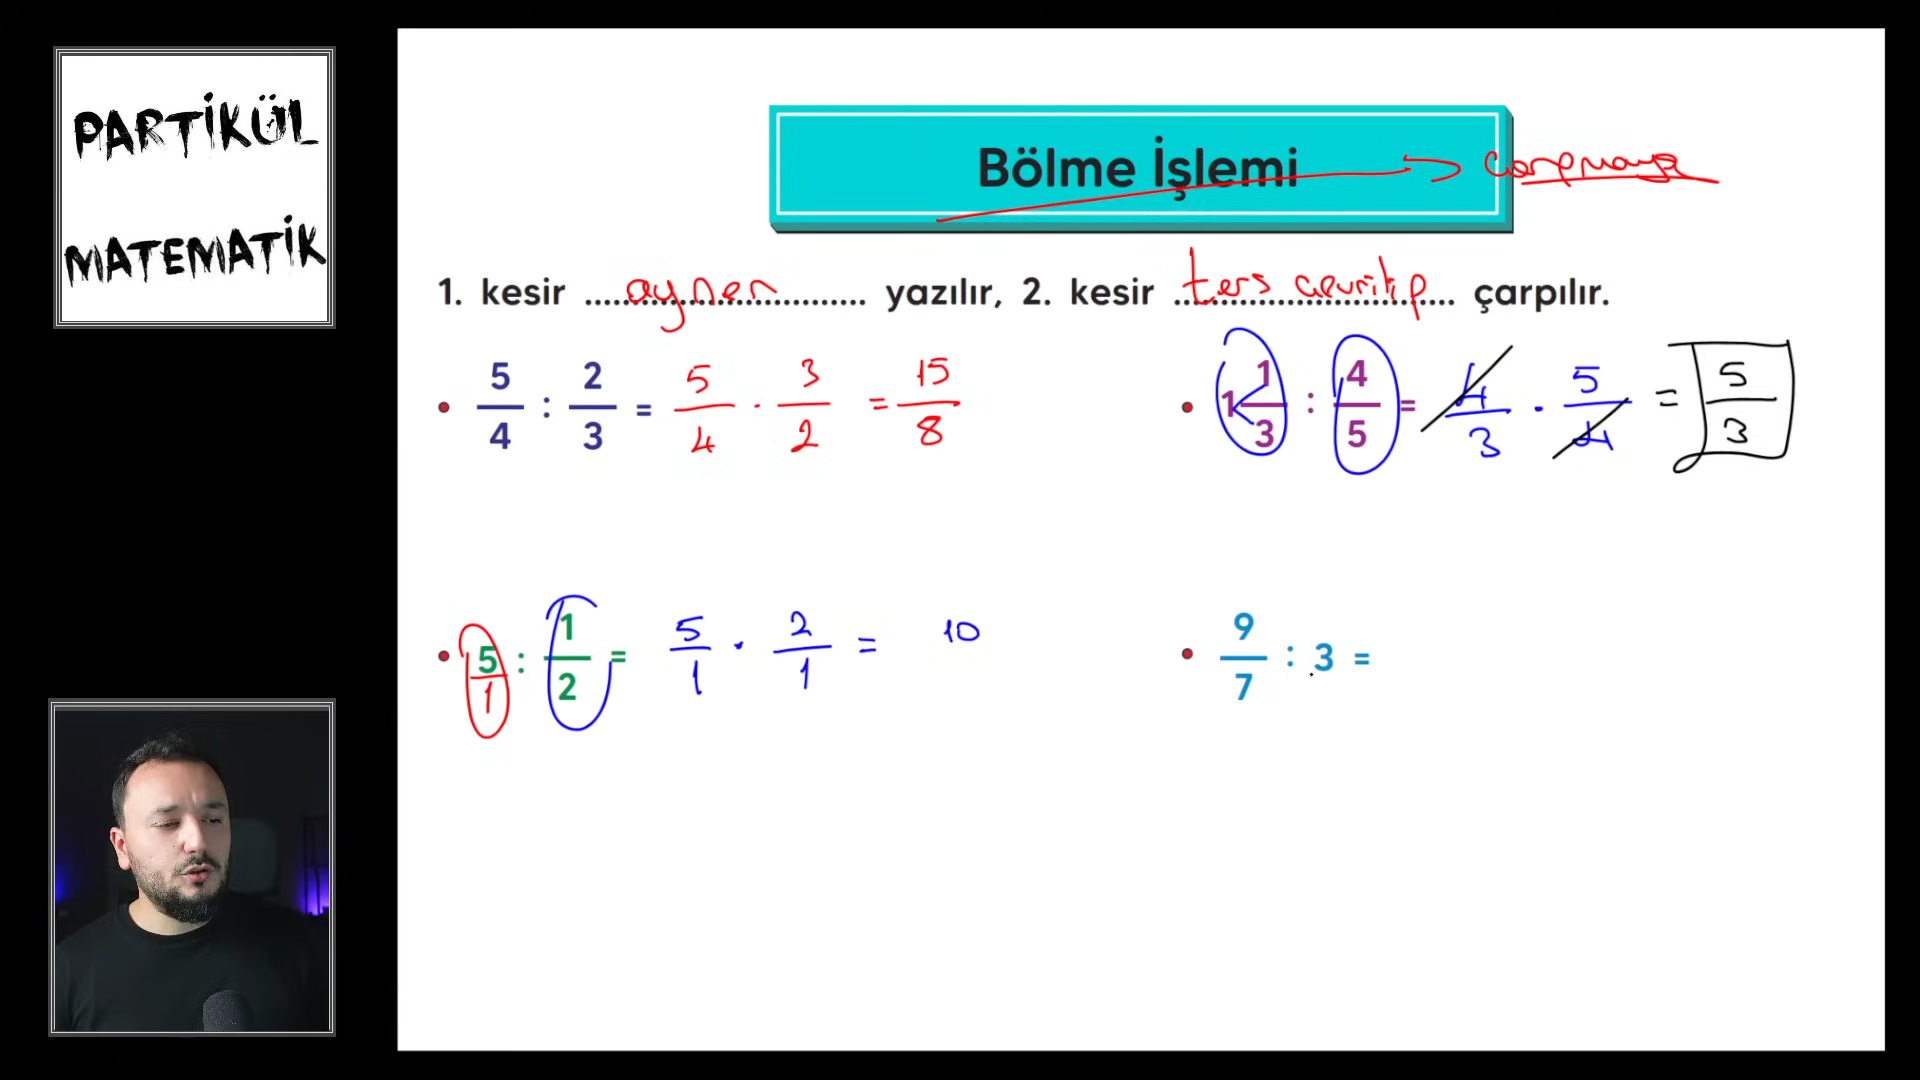 PARTİKÜL
MATEMATİK
Bölme İşlemi → çarpmaya
1. kesir ....aynen.... yazılır, 2. kesir ....ters çevrilip.... çarpılır.
• 5/4 : 2/3 = 5/4 · 3/2 = 15/8
• 1 1/3 : 4/5 = 4/3 · 5/4 = 5/3
• 5/1 : 1/2 = 5/1 · 2/1 = 10
• 9/7 : 3 =